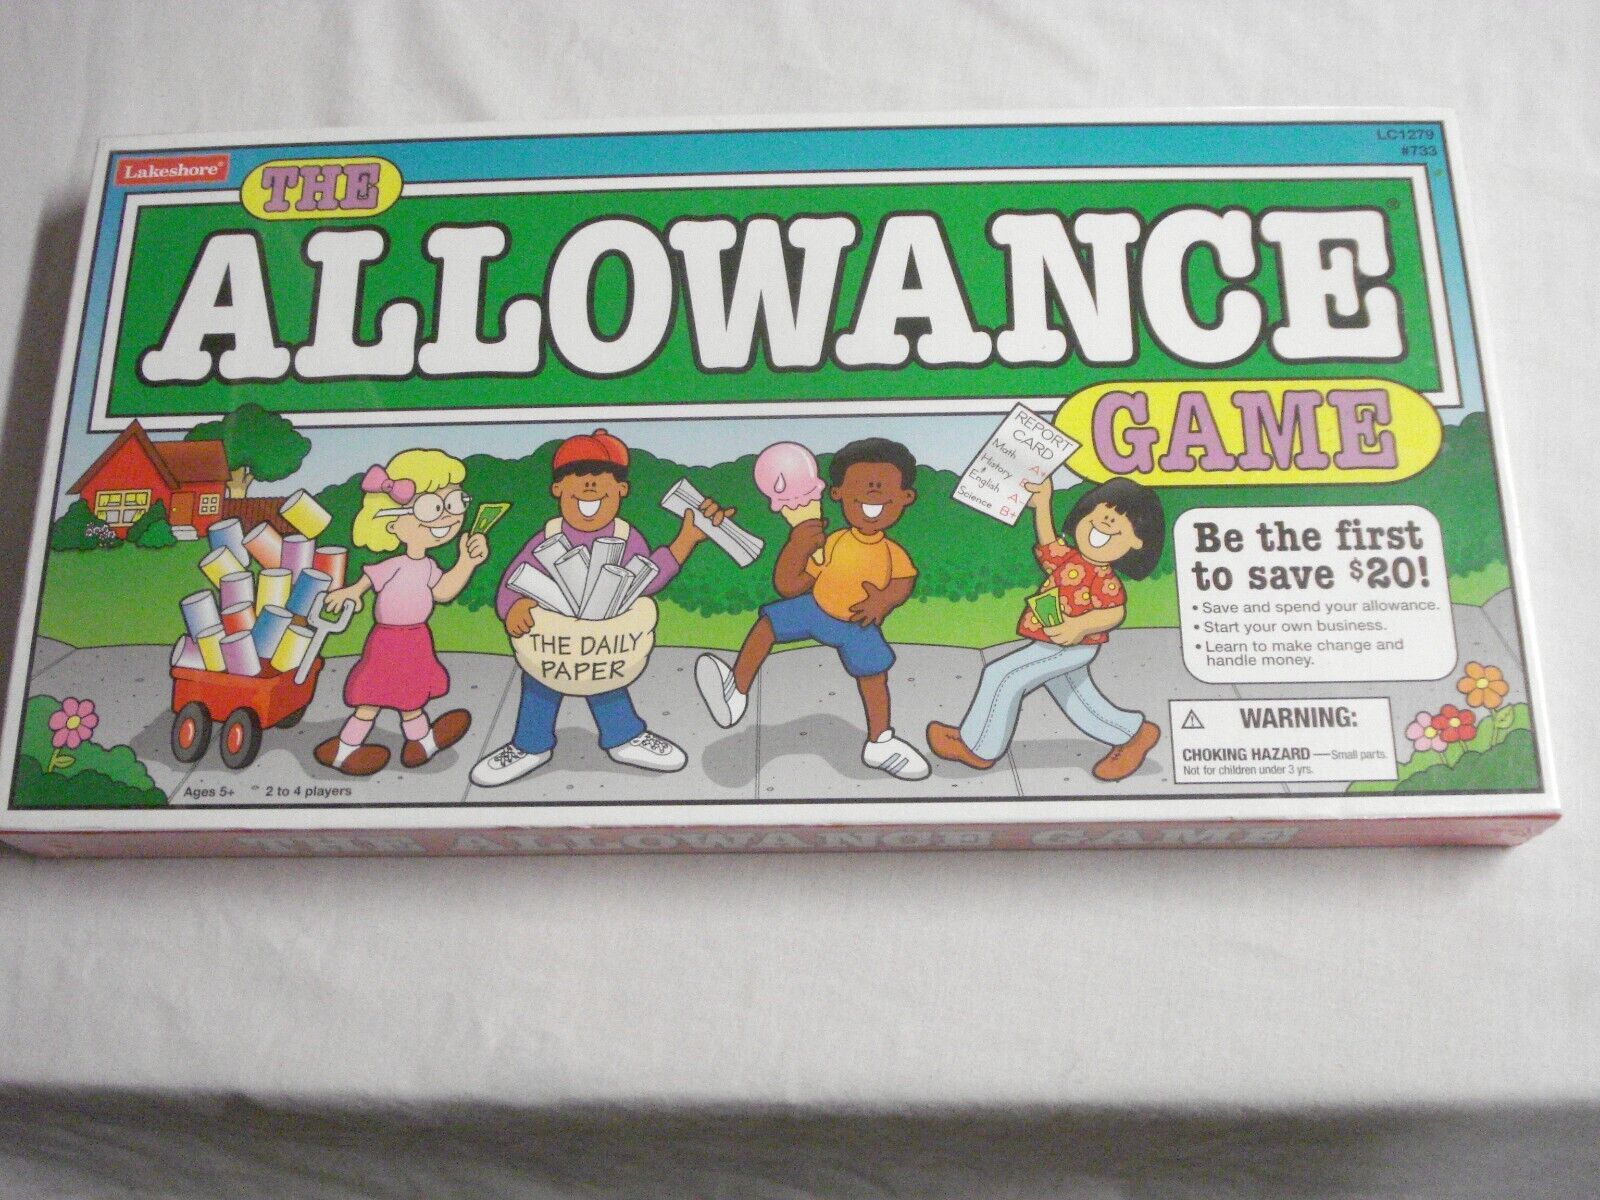 Lakeshore®
LC1279
#733
THE
ALLOWANCE®
GAME
REPORT
CARD
Math A+
History
English A-
Science B+
THE DAILY
PAPER
Be the first
to save $20!
• Save and spend your allowance.
• Start your own business.
• Learn to make change and
handle money.
⚠ WARNING:
CHOKING HAZARD—Small parts.
Not for children under 3 yrs.
Ages 5+ 2 to 4 players
THE ALLOWANCE GAME